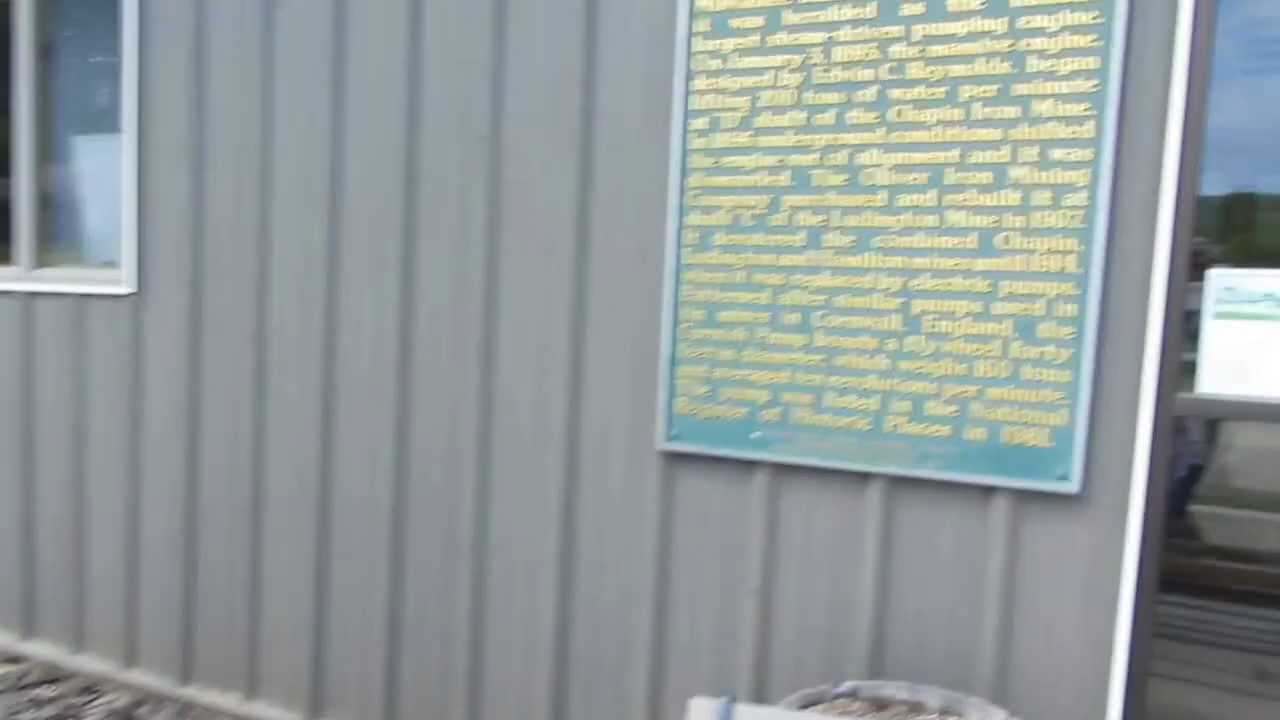 it was heralded as the
largest steam-driven pumping engine.
On January 3, 1893, the massive engine,
designed by Edwin C. Reynolds, began
lifting 200 tons of water per minute
at "D" shaft of the Chapin Iron Mine.
In underground conditions shifted
the engine out of alignment and it was
dismantled. The Oliver Iron Mining
Company purchased and rebuilt it at
shaft "C" of the Ludington Mine in 1907.
It dewatered the combined Chapin,
Ludington and Hamilton mines until 1914,
when it was replaced by electric pumps.
Patterned after similar pumps used in
tin mines in Cornwall, England, the
Cornish Pump boasts a fly-wheel forty
feet in diameter, which weighs 160 tons
and averaged ten revolutions per minute.
The pump was listed in the National
Register of Historic Places in 1981.